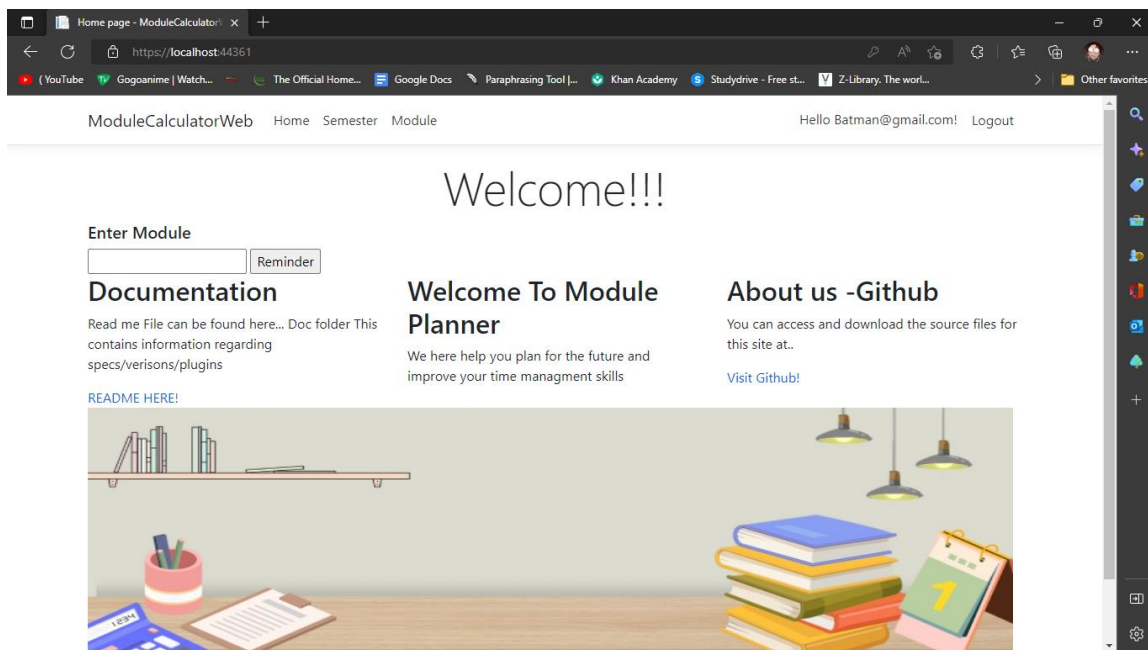 Home page - ModuleCalculator
https://localhost:44361
(YouTube
Gogoanime | Watch...
The Official Home...
Google Docs
Paraphrasing Tool |...
Khan Academy
Studydrive - Free st...
Z-Library. The worl...
Other favorites
ModuleCalculatorWeb Home Semester Module Hello Batman@gmail.com! Logout
Welcome!!!
Enter Module
Reminder
Documentation
Read me File can be found here... Doc folder This
contains information regarding
specs/verisons/plugins
README HERE!
Welcome To Module
Planner
We here help you plan for the future and
improve your time managment skills
About us -Github
You can access and download the source files for
this site at..
Visit Github!
1234
1